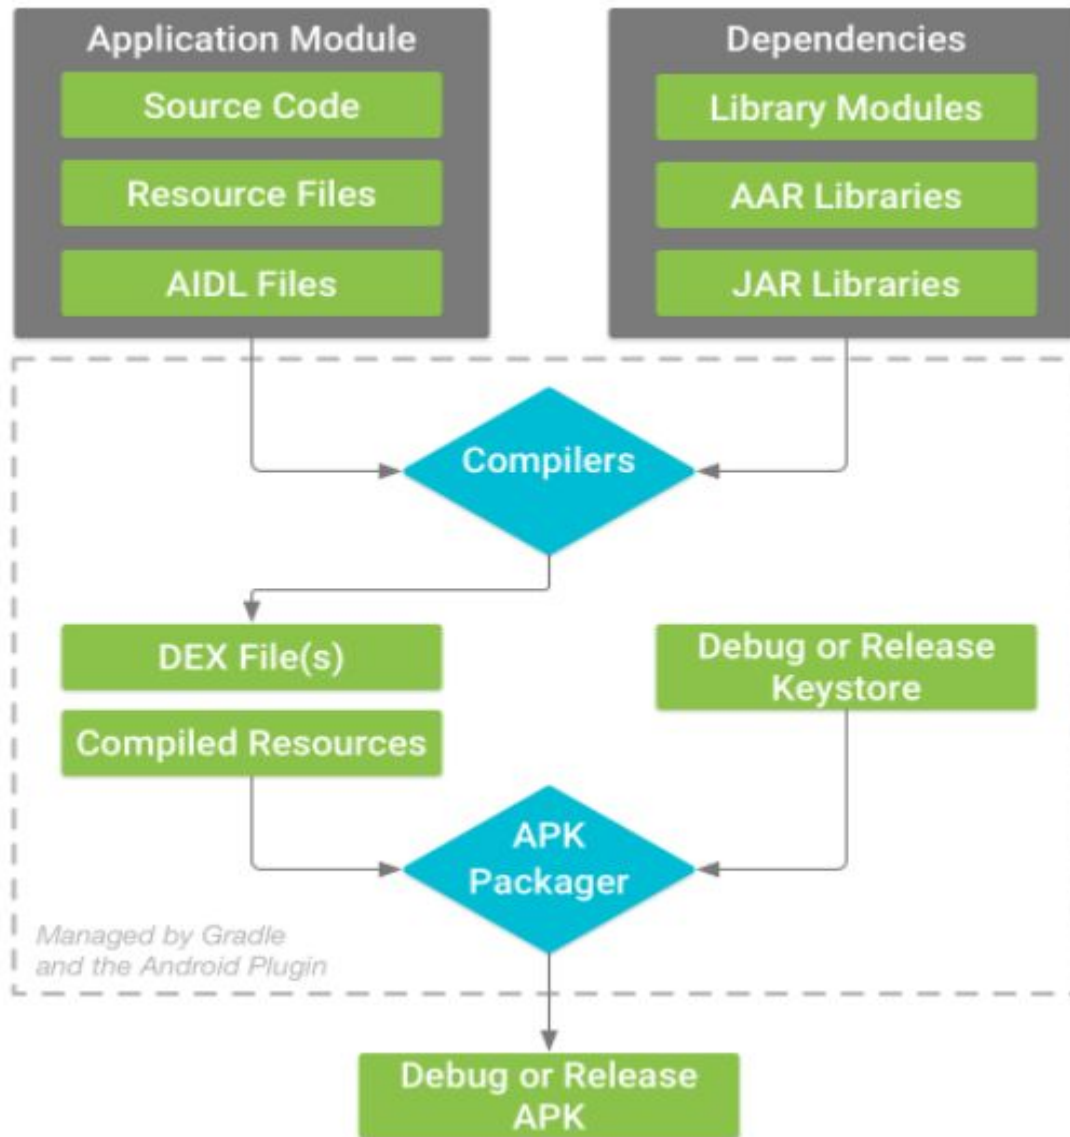 Application Module
Source Code
Resource Files
AIDL Files
Dependencies
Library Modules
AAR Libraries
JAR Libraries
Compilers
DEX File(s)
Compiled Resources
Debug or Release
Keystore
APK
Packager
Managed by Gradle
and the Android Plugin
Debug or Release
APK